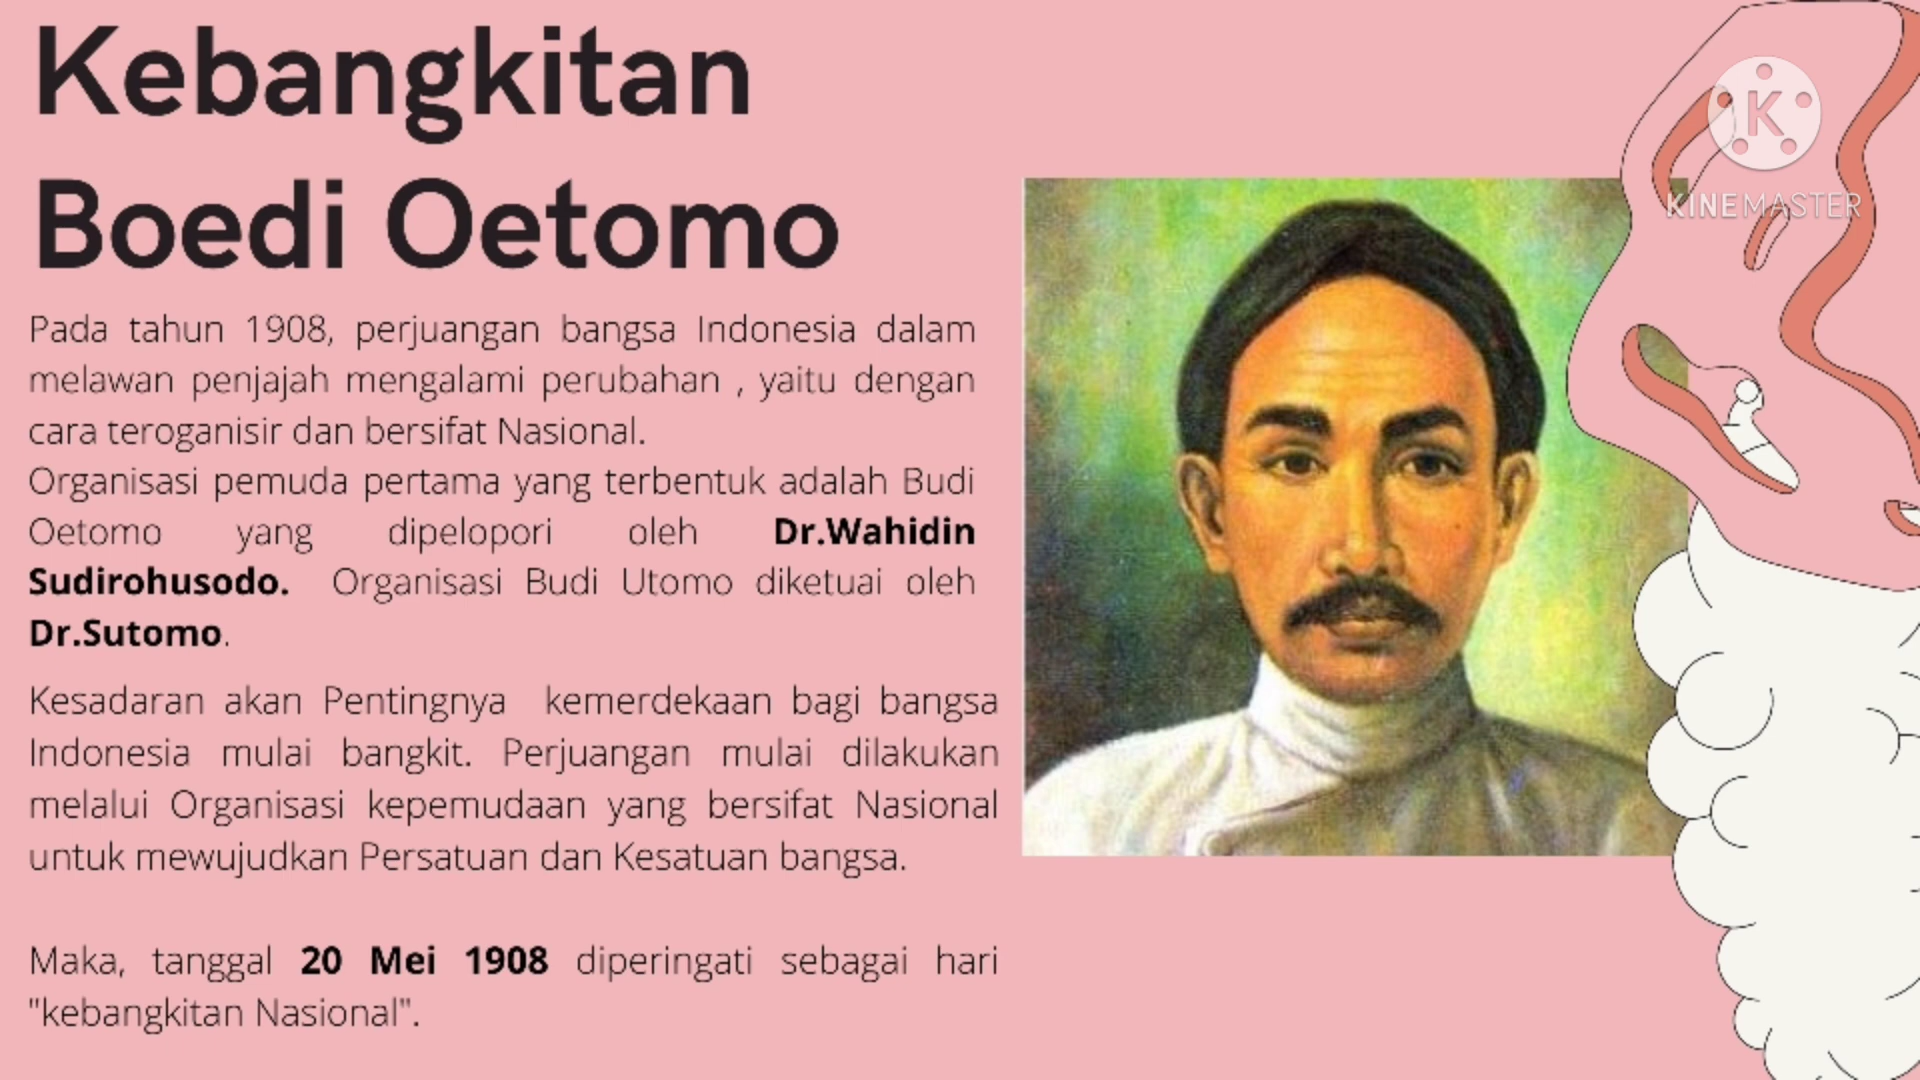 Kebangkitan
Boedi Oetomo
Pada tahun 1908, perjuangan bangsa Indonesia dalam
melawan penjajah mengalami perubahan , yaitu dengan
cara teroganisir dan bersifat Nasional.
Organisasi pemuda pertama yang terbentuk adalah Budi
Oetomo yang dipelopori oleh Dr.Wahidin
Sudirohusodo. Organisasi Budi Utomo diketuai oleh
Dr.Sutomo.
Kesadaran akan Pentingnya kemerdekaan bagi bangsa
Indonesia mulai bangkit. Perjuangan mulai dilakukan
melalui Organisasi kepemudaan yang bersifat Nasional
untuk mewujudkan Persatuan dan Kesatuan bangsa.
Maka, tanggal 20 Mei 1908 diperingati sebagai hari
"kebangkitan Nasional".
K
KINEMASTER